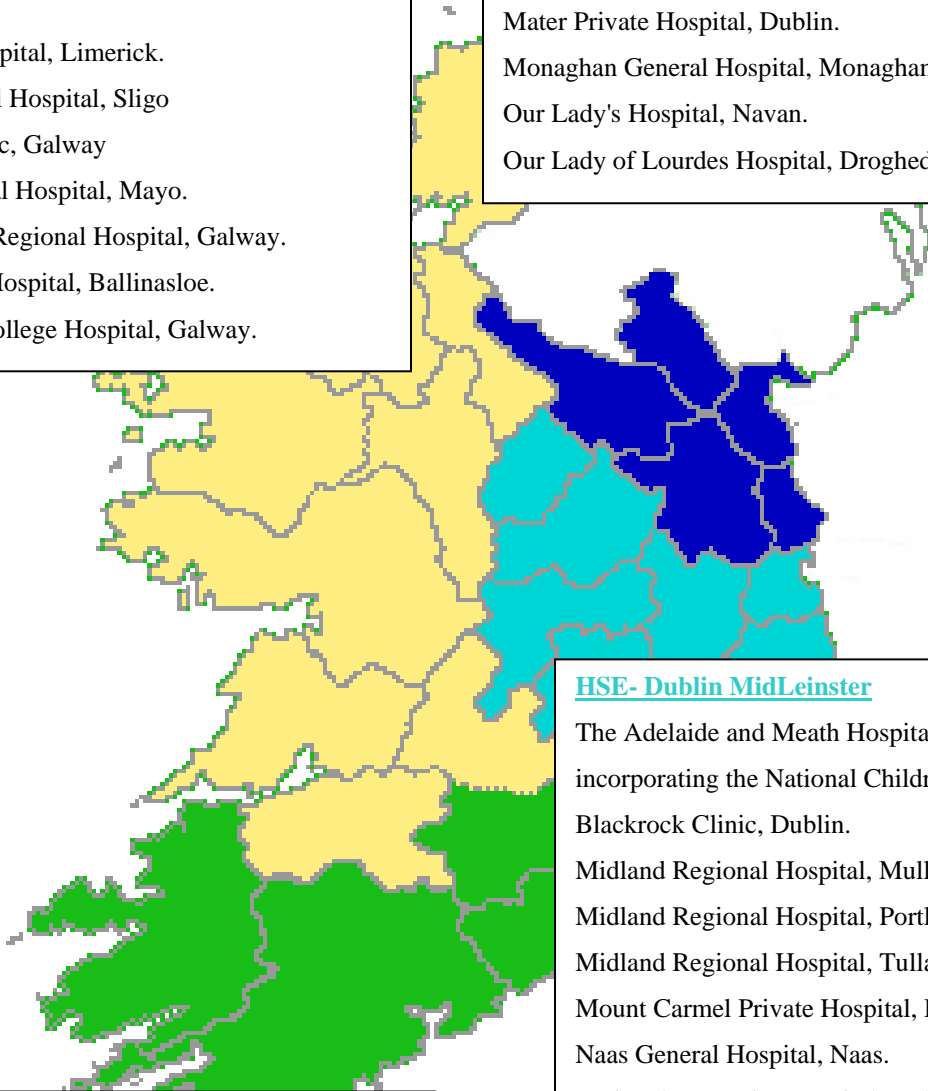 pital, Limerick.
l Hospital, Sligo
c, Galway
al Hospital, Mayo.
Regional Hospital, Galway.
Hospital, Ballinasloe.
ollege Hospital, Galway.
Mater Private Hospital, Dublin.
Monaghan General Hospital, Monaghan
Our Lady's Hospital, Navan.
Our Lady of Lourdes Hospital, Droghed
HSE- Dublin MidLeinster
The Adelaide and Meath Hospita
incorporating the National Childr
Blackrock Clinic, Dublin.
Midland Regional Hospital, Mull
Midland Regional Hospital, Portl
Midland Regional Hospital, Tulla
Mount Carmel Private Hospital,
Naas General Hospital, Naas.